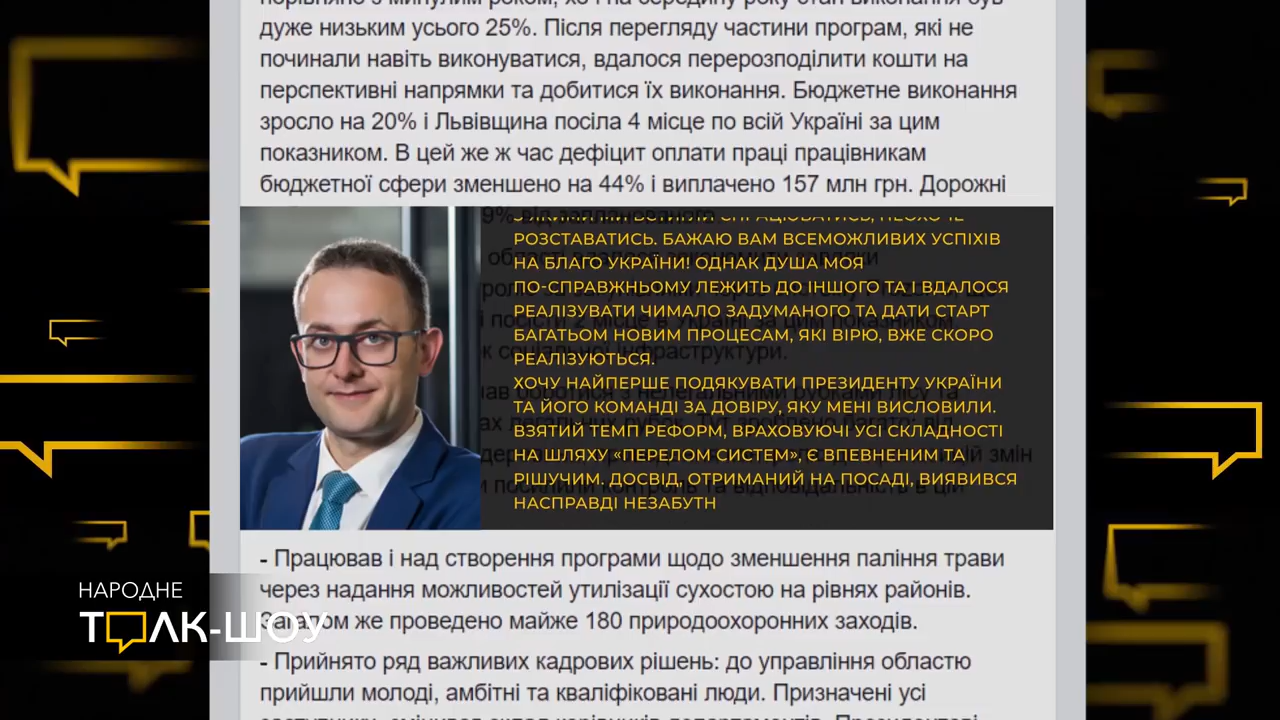 порівняно з минулим роком, хоч і на середину року стан виконання був
дуже низьким усього 25%. Після перегляду частини програм, які не
починали навіть виконуватися, вдалося перерозподілити кошти на
перспективні напрямки та добитися їх виконання. Бюджетне виконання
зросло на 20% і Львівщина посіла 4 місце по всій Україні за цим
показником. В цей же ж час дефіцит оплати праці працівникам
бюджетної сфери зменшено на 44% і виплачено 157 млн грн. Дорожні
9% від запланованого
РОЗСТАВАТИСЬ. БАЖАЮ ВАМ ВСЕМОЖЛИВИХ УСПІХІВ
НА БЛАГО УКРАЇНИ! ОДНАК ДУША МОЯ
ПО-СПРАВЖНЬОМУ ЛЕЖИТЬ ДО ІНШОГО ТА І ВДАЛОСЯ
РЕАЛІЗУВАТИ ЧИМАЛО ЗАДУМАНОГО ТА ДАТИ СТАРТ
БАГАТЬОМ НОВИМ ПРОЦЕСАМ, ЯКІ ВІРЮ, ВЖЕ СКОРО
РЕАЛІЗУЮТЬСЯ.
ХОЧУ НАЙПЕРШЕ ПОДЯКУВАТИ ПРЕЗИДЕНТУ УКРАЇНИ
ТА ЙОГО КОМАНДІ ЗА ДОВІРУ, ЯКУ МЕНІ ВИСЛОВИЛИ.
ВЗЯТИЙ ТЕМП РЕФОРМ, ВРАХОВУЮЧІ УСІ СКЛАДНОСТІ
НА ШЛЯХУ «ПЕРЕЛОМ СИСТЕМ», Є ВПЕВНЕНИМ ТА
РІШУЧИМ. ДОСВІД, ОТРИМАНИЙ НА ПОСАДІ, ВИЯВИВСЯ
НАСПРАВДІ НЕЗАБУТН
- Працював і над створення програми щодо зменшення паління трави
через надання можливостей утилізації сухостою на рівнях районів.
Загалом же проведено майже 180 природоохоронних заходів.
- Прийнято ряд важливих кадрових рішень: до управління областю
прийшли молоді, амбітні та кваліфіковані люди. Призначені усі
НАРОДНЕ
ТОЛК-ШОУ